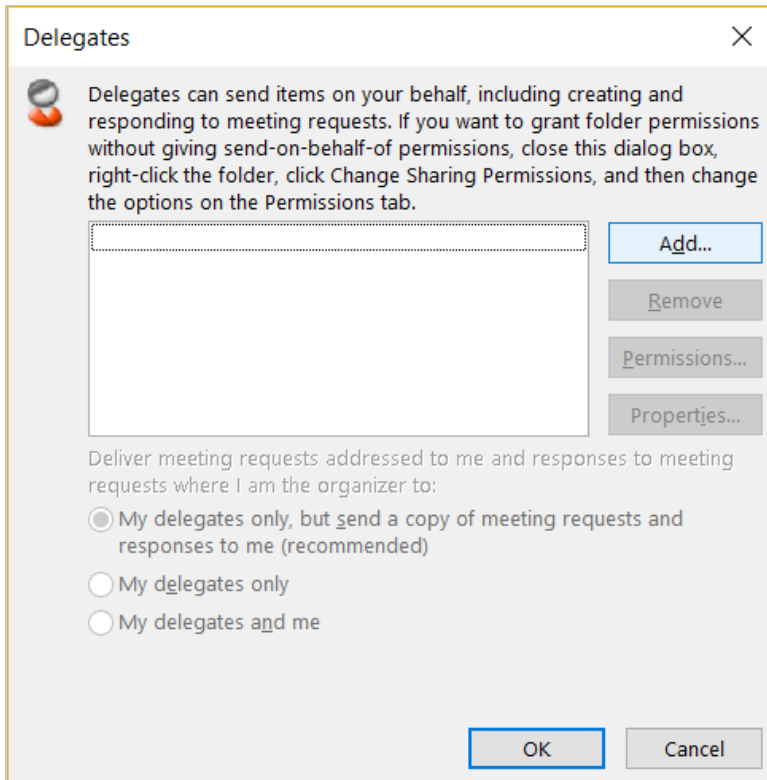 Delegates
Delegates can send items on your behalf, including creating and
responding to meeting requests. If you want to grant folder permissions
without giving send-on-behalf-of permissions, close this dialog box,
right-click the folder, click Change Sharing Permissions, and then change
the options on the Permissions tab.
Add...
Remove
Permissions...
Properties...
Deliver meeting requests addressed to me and responses to meeting
requests where I am the organizer to:
My delegates only, but send a copy of meeting requests and
responses to me (recommended)
My delegates only
My delegates and me
OK
Cancel